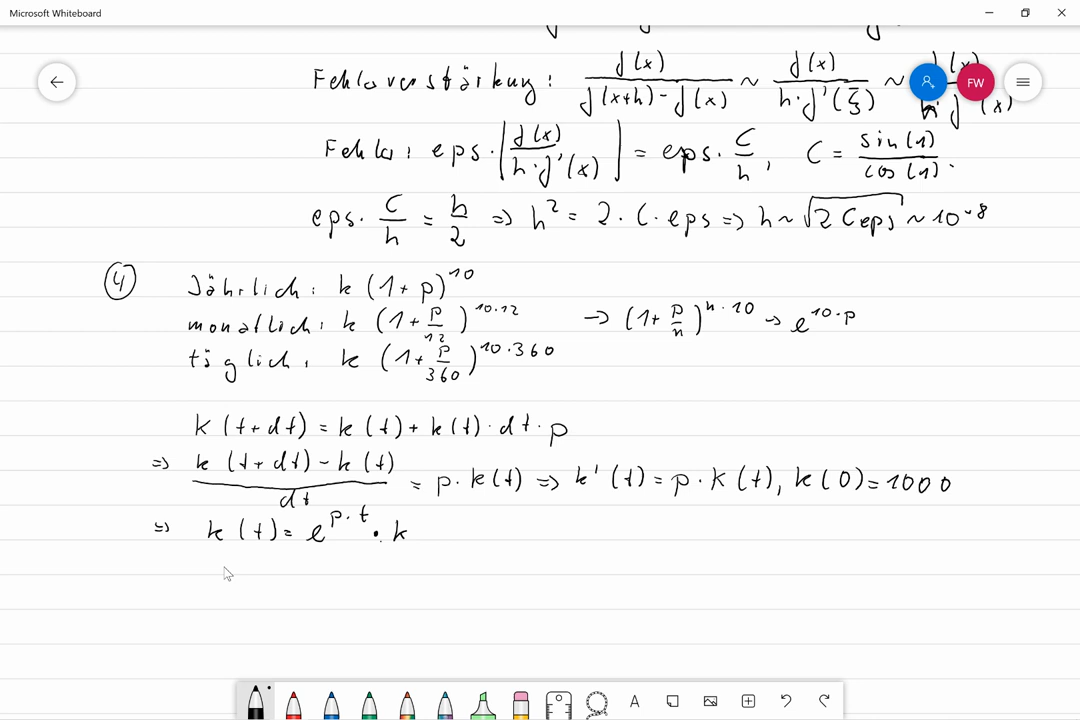 Microsoft Whiteboard
Fehlerverstärkung: f(x) / (f(x+h) - f(x)) ~ f(x) / (h · f'(ξ)) ~ f(x) / (h · f'(x))
FW
Fehler: eps · |f(x) / (h · f'(x))| = eps · C/h, C = sin(1) / cos(1).
eps · C/h = h/2 => h² = 2 · C · eps => h ~ √(2 C eps) ~ 10^-8
④ Jährlich: k (1 + p)^10
monatlich: k (1 + p/12)^10·12 → (1 + p/n)^n·10 → e^10·p
täglich: k (1 + p/360)^10·360
k (t+dt) = k(t) + k(t) · dt · p
=> (k (t+dt) - k(t)) / dt = p · k(t) => k'(t) = p · k(t), k(0) = 1000
=> k(t) = e^p·t · k
A